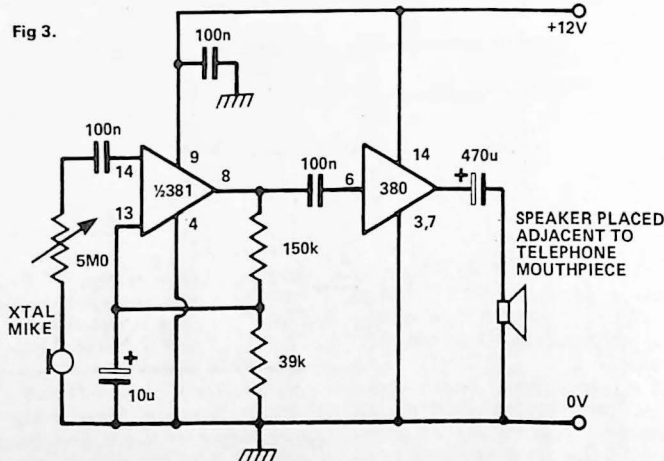 Fig 3.
+12V
100n
100n
9
14
8
½381
13
4
5M0
XTAL
MIKE
+
10u
150k
39k
100n
6
14
380
3,7
470u
+
SPEAKER PLACED
ADJACENT TO
TELEPHONE
MOUTHPIECE
0V